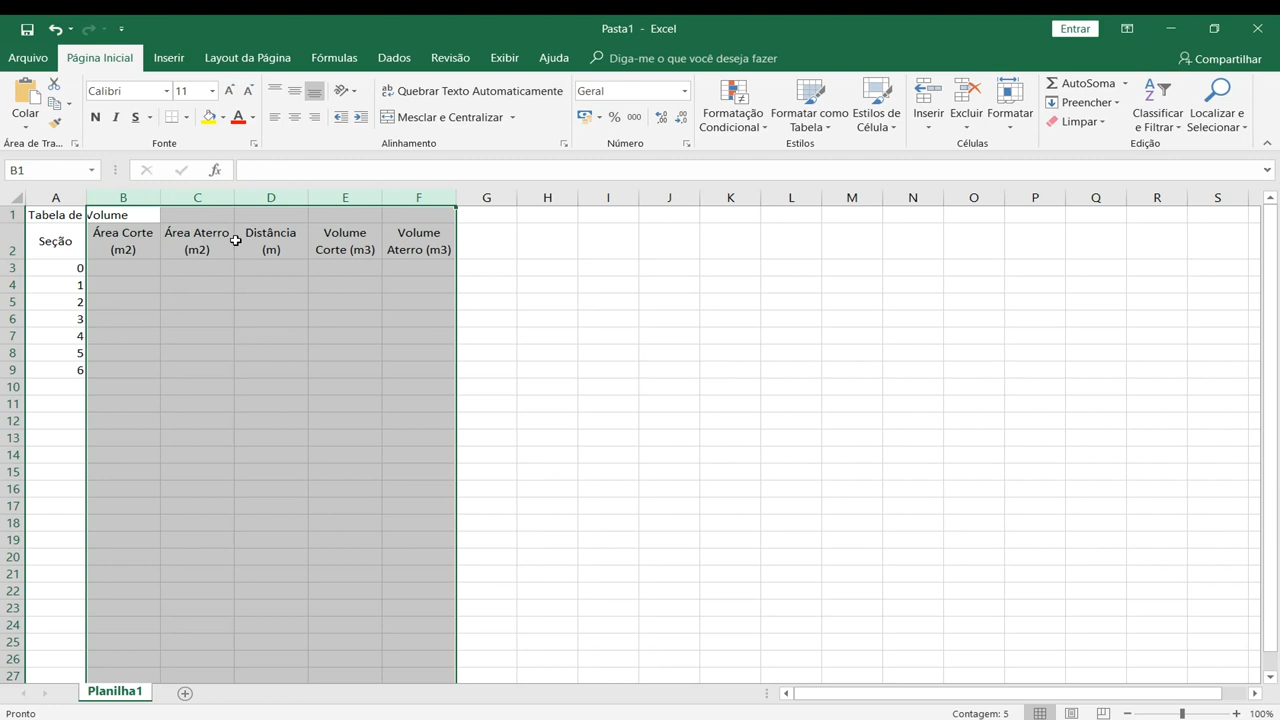 Pasta1 - Excel
Entrar
Arquivo Página Inicial Inserir Layout da Página Fórmulas Dados Revisão Exibir Ajuda Diga-me o que você deseja fazer Compartilhar
Colar
Área de Tra...
Calibri 11
N I S A
Fonte
ab Quebrar Texto Automaticamente
Mesclar e Centralizar
Alinhamento
Geral
% 000
Número
Formatação Condicional
Formatar como Tabela
Estilos de Célula
Estilos
Inserir Excluir Formatar
Células
AutoSoma
Preencher
Limpar
Classificar e Filtrar
Localizar e Selecionar
Edição
B1 fx
A B C D E F G H I J K L M N O P Q R S
1 Tabela de Volume
2 Seção Área Corte (m2) Área Aterro (m2) Distância (m) Volume Corte (m3) Volume Aterro (m3)
3 0
4 1
5 2
6 3
7 4
8 5
9 6
10
11
12
13
14
15
16
17
18
19
20
21
22
23
24
25
26
27
Planilha1
Pronto Contagem: 5 100%